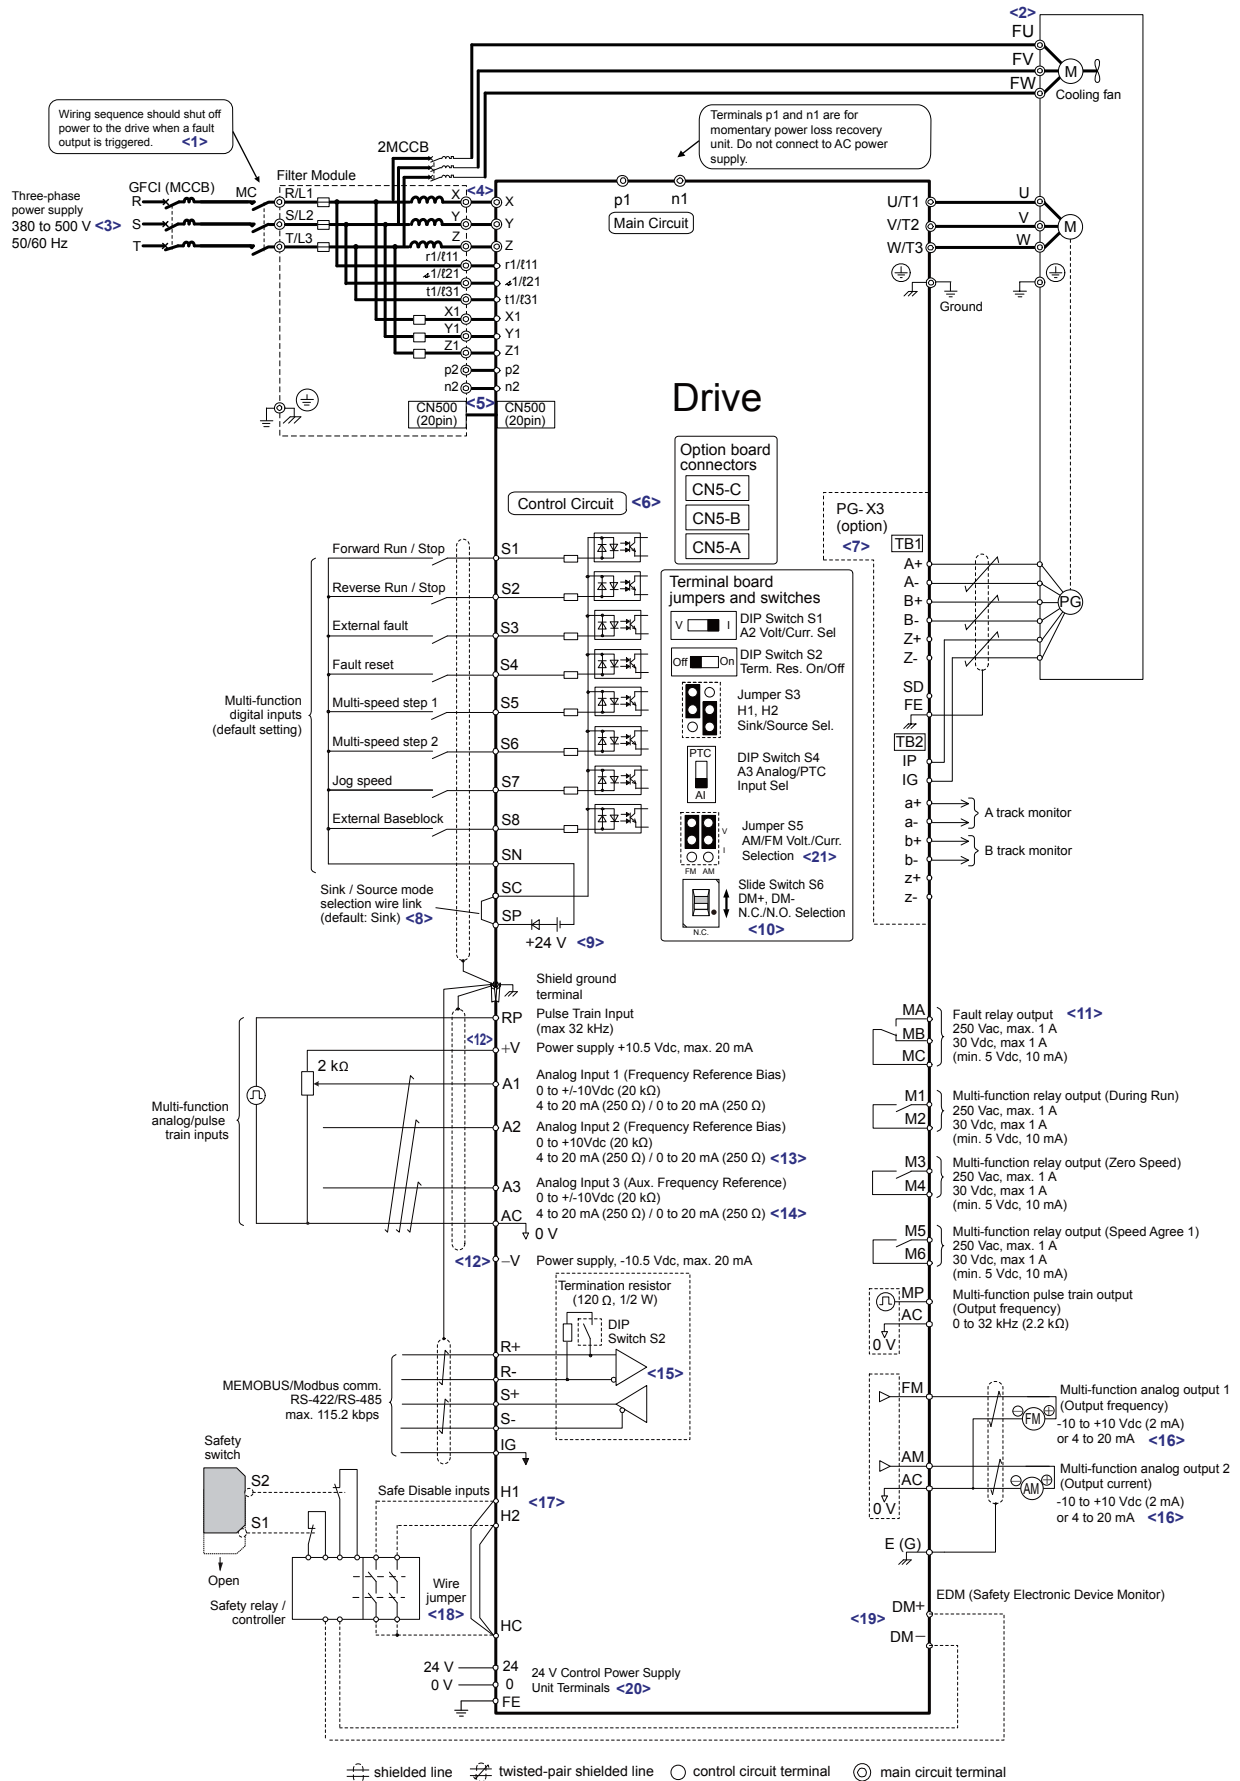 <2>
FU
FV
FW
M
Cooling fan
Wiring sequence should shut off
power to the drive when a fault
output is triggered. <1>
Terminals p1 and n1 are for
momentary power loss recovery
unit. Do not connect to AC power
supply.
2MCCB
Filter Module
GFCI (MCCB)
MC
Three-phase
power supply
380 to 500 V <3>
50/60 Hz
R
S
T
R/L1
S/L2
T/L3
X
Y
Z
<4>
X
Y
Z
r1/ℓ11
r1/ℓ11
1/ℓ21
1/ℓ21
t1/ℓ31
t1/ℓ31
X1
X1
Y1
Y1
Z1
Z1
p2
p2
n2
n2
CN500
(20pin)
<5>
CN500
(20pin)
p1
n1
Main Circuit
U/T1
V/T2
W/T3
U
V
W
M
Ground
Drive
Option board
connectors
CN5-C
CN5-B
CN5-A
Control Circuit <6>
PG-X3
(option)
<7>
TB1
A+
A-
B+
B-
Z+
Z-
SD
FE
TB2
IP
IG
a+
a-
b+
b-
z+
z-
PG
A track monitor
B track monitor
Terminal board
jumpers and switches
V
I
DIP Switch S1
A2 Volt/Curr. Sel
Off
On
DIP Switch S2
Term. Res. On/Off
Jumper S3
H1, H2
Sink/Source Sel.
PTC
AI
DIP Switch S4
A3 Analog/PTC
Input Sel
V
I
FM AM
Jumper S5
AM/FM Volt./Curr.
Selection <21>
N.C.
Slide Switch S6
DM+, DM-
N.C./N.O. Selection
<10>
Multi-function
digital inputs
(default setting)
Forward Run / Stop
S1
Reverse Run / Stop
S2
External fault
S3
Fault reset
S4
Multi-speed step 1
S5
Multi-speed step 2
S6
Jog speed
S7
External Baseblock
S8
SN
SC
SP
Sink / Source mode
selection wire link
(default: Sink) <8>
+24 V <9>
Shield ground
terminal
Multi-function
analog/pulse
train inputs
2 kΩ
RP
Pulse Train Input
(max 32 kHz)
<12>
+V
Power supply +10.5 Vdc, max. 20 mA
A1
Analog Input 1 (Frequency Reference Bias)
0 to +/-10Vdc (20 kΩ)
4 to 20 mA (250 Ω) / 0 to 20 mA (250 Ω)
A2
Analog Input 2 (Frequency Reference Bias)
0 to +10Vdc (20 kΩ)
4 to 20 mA (250 Ω) / 0 to 20 mA (250 Ω) <13>
A3
Analog Input 3 (Aux. Frequency Reference)
0 to +/-10Vdc (20 kΩ)
4 to 20 mA (250 Ω) / 0 to 20 mA (250 Ω) <14>
AC
0 V
<12>
–V
Power supply, -10.5 Vdc, max. 20 mA
Termination resistor
(120 Ω, 1/2 W)
DIP
Switch S2
<15>
MEMOBUS/Modbus comm.
RS-422/RS-485
max. 115.2 kbps
R+
R-
S+
S-
IG
Safety
switch
S2
S1
Open
Safety relay /
controller
Safe Disable inputs
H1
<17>
H2
Wire
jumper
<18>
HC
24 V
24
0 V
0
FE
24 V Control Power Supply
Unit Terminals <20>
MA
MB
MC
Fault relay output <11>
250 Vac, max. 1 A
30 Vdc, max 1 A
(min. 5 Vdc, 10 mA)
M1
M2
Multi-function relay output (During Run)
250 Vac, max. 1 A
30 Vdc, max 1 A
(min. 5 Vdc, 10 mA)
M3
M4
Multi-function relay output (Zero Speed)
250 Vac, max. 1 A
30 Vdc, max 1 A
(min. 5 Vdc, 10 mA)
M5
M6
Multi-function relay output (Speed Agree 1)
250 Vac, max. 1 A
30 Vdc, max 1 A
(min. 5 Vdc, 10 mA)
MP
AC
0 V
Multi-function pulse train output
(Output frequency)
0 to 32 kHz (2.2 kΩ)
FM
FM
Multi-function analog output 1
(Output frequency)
-10 to +10 Vdc (2 mA)
or 4 to 20 mA <16>
AM
AC
0 V
AM
Multi-function analog output 2
(Output current)
-10 to +10 Vdc (2 mA)
or 4 to 20 mA <16>
E (G)
EDM (Safety Electronic Device Monitor)
<19>
DM+
DM−
shielded line
twisted-pair shielded line
control circuit terminal
main circuit terminal